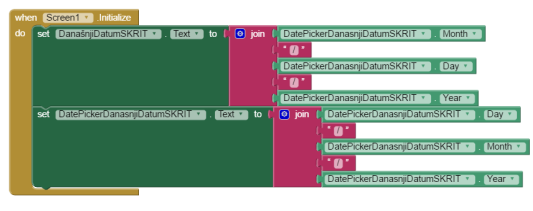 when Screen1 .Initialize
do set DanašnjiDatumSKRIT . Text to join DatePickerDanasnjiDatumSKRIT . Month
" / "
DatePickerDanasnjiDatumSKRIT . Day
" / "
DatePickerDanasnjiDatumSKRIT . Year
set DatePickerDanasnjiDatumSKRIT . Text to join DatePickerDanasnjiDatumSKRIT . Day
" / "
DatePickerDanasnjiDatumSKRIT . Month
" / "
DatePickerDanasnjiDatumSKRIT . Year